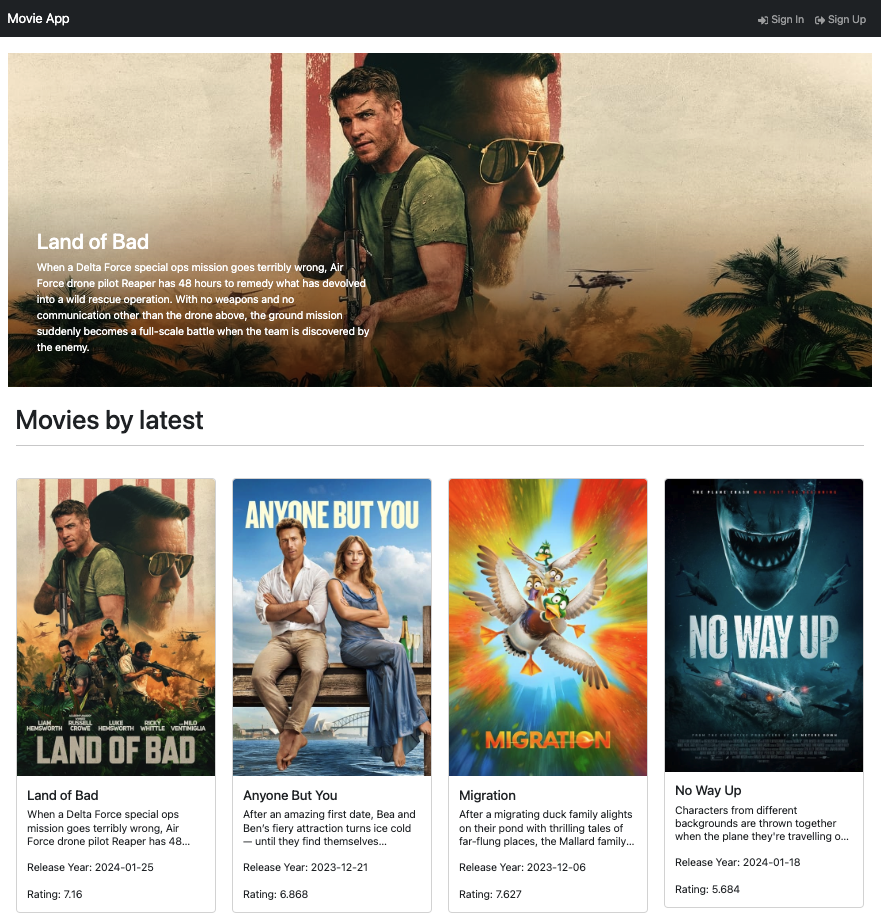 Movie App
Sign In
Sign Up
Land of Bad
When a Delta Force special ops mission goes terribly wrong, Air
Force drone pilot Reaper has 48 hours to remedy what has devolved
into a wild rescue operation. With no weapons and no
communication other than the drone above, the ground mission
suddenly becomes a full-scale battle when the team is discovered by
the enemy.
Movies by latest
LIAM HEMSWORTH
RUSSELL CROWE
LUKE HEMSWORTH
RICKY WHITTLE
MILO VENTIMIGLIA
LAND OF BAD
Land of Bad
When a Delta Force special ops
mission goes terribly wrong, Air
Force drone pilot Reaper has 48...
Release Year: 2024-01-25
Rating: 7.16
ANYONE BUT YOU
Anyone But You
After an amazing first date, Bea and
Ben's fiery attraction turns ice cold
— until they find themselves...
Release Year: 2023-12-21
Rating: 6.868
MIGRATION
Migration
After a migrating duck family alights
on their pond with thrilling tales of
far-flung places, the Mallard family...
Release Year: 2023-12-06
Rating: 7.627
THE PLANE CRASH WAS JUST THE BEGINNING
NO WAY UP
No Way Up
Characters from different
backgrounds are thrown together
when the plane they're travelling o...
Release Year: 2024-01-18
Rating: 5.684